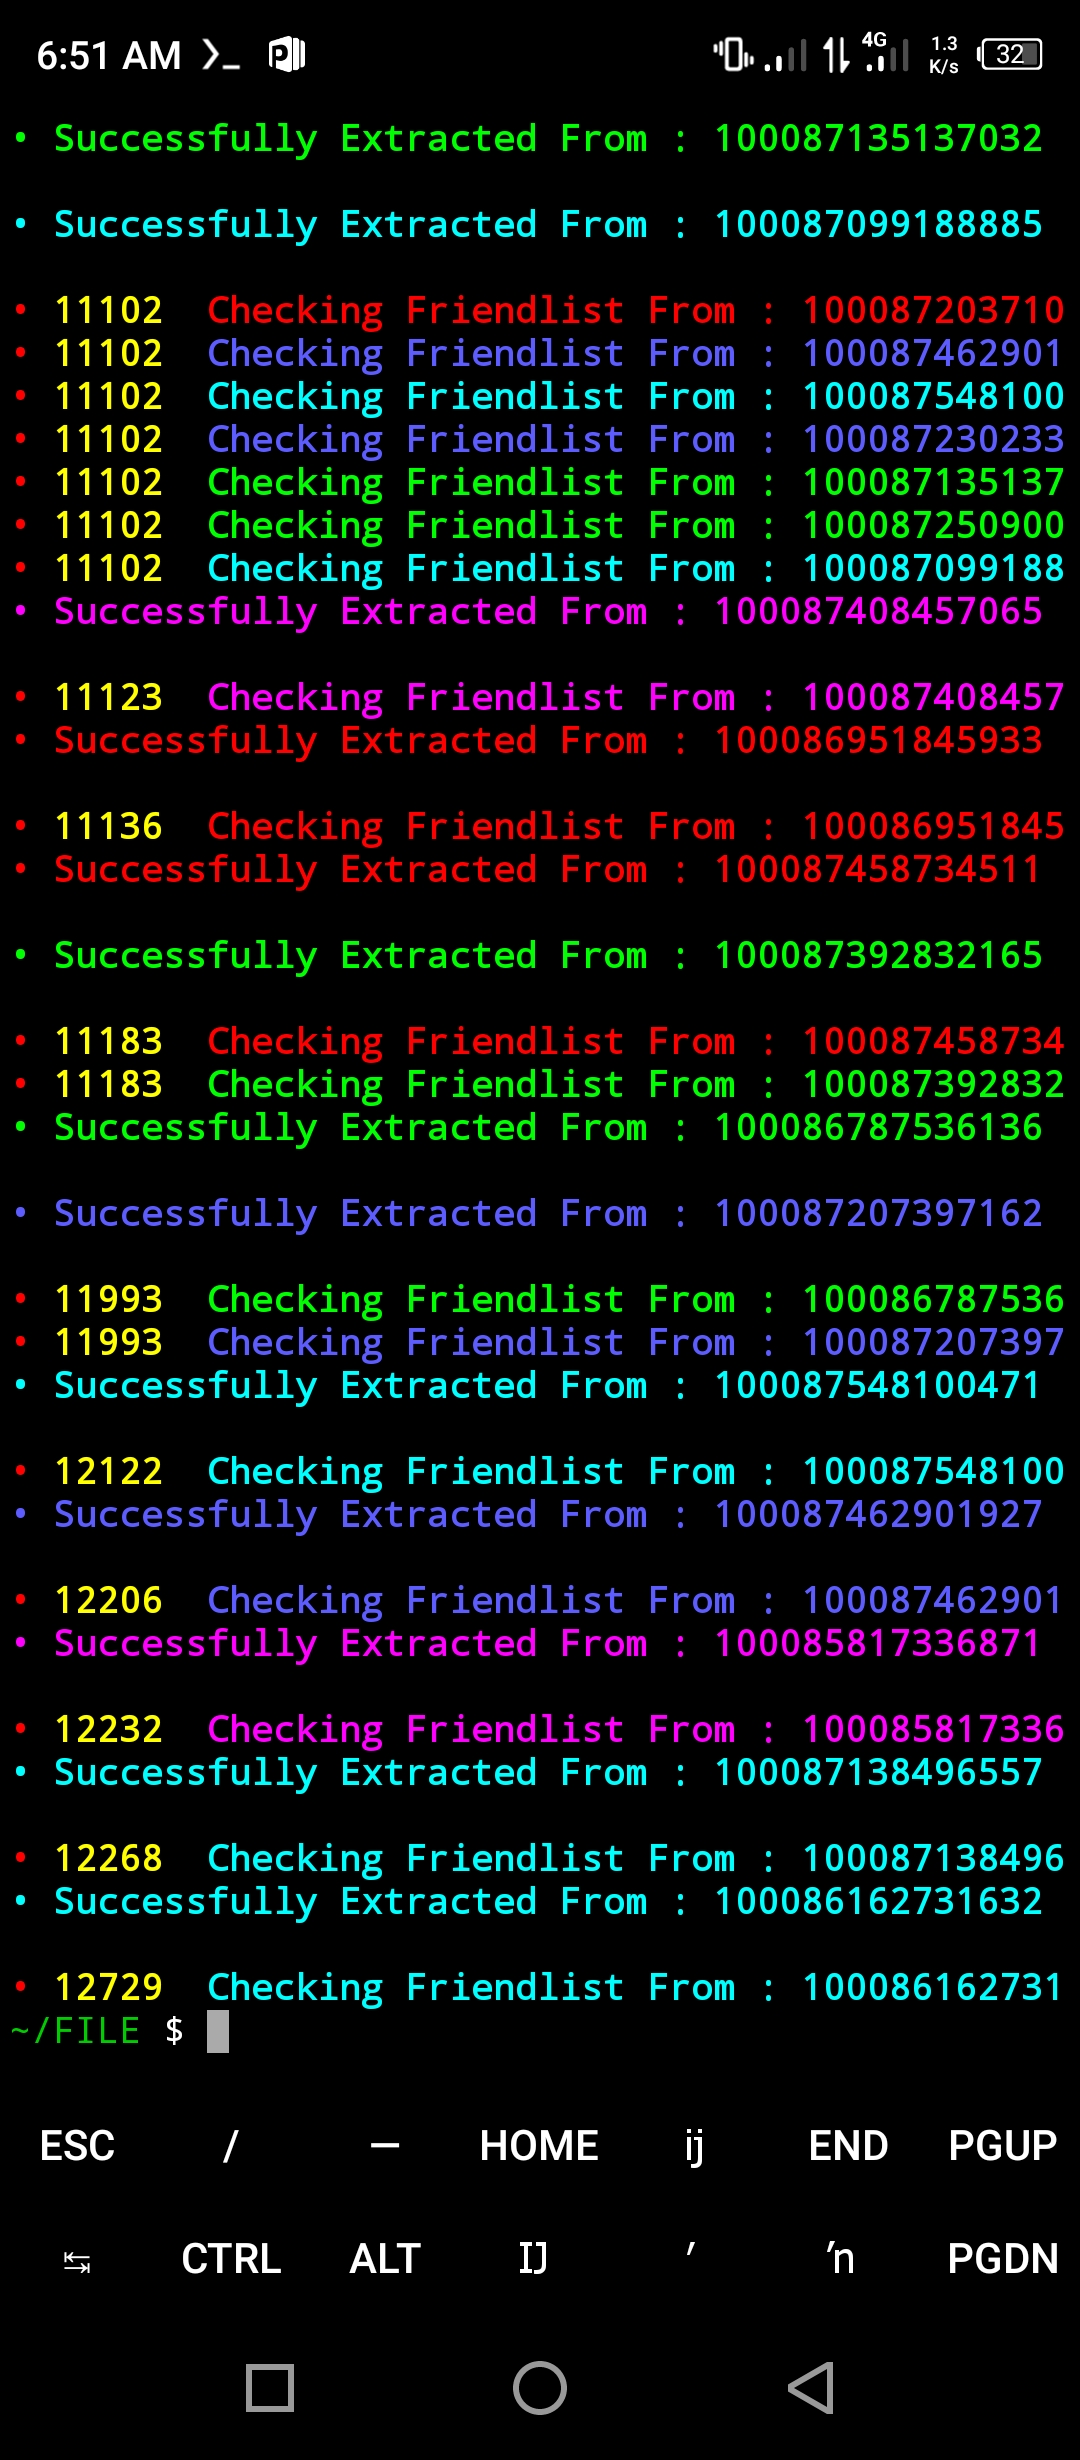 6:51 AM
4G 1.3 K/s 32
• Successfully Extracted From : 100087135137032
• Successfully Extracted From : 100087099188885
• 11102 Checking Friendlist From : 100087203710
• 11102 Checking Friendlist From : 100087462901
• 11102 Checking Friendlist From : 100087548100
• 11102 Checking Friendlist From : 100087230233
• 11102 Checking Friendlist From : 100087135137
• 11102 Checking Friendlist From : 100087250900
• 11102 Checking Friendlist From : 100087099188
• Successfully Extracted From : 100087408457065
• 11123 Checking Friendlist From : 100087408457
• Successfully Extracted From : 100086951845933
• 11136 Checking Friendlist From : 100086951845
• Successfully Extracted From : 100087458734511
• Successfully Extracted From : 100087392832165
• 11183 Checking Friendlist From : 100087458734
• 11183 Checking Friendlist From : 100087392832
• Successfully Extracted From : 100086787536136
• Successfully Extracted From : 100087207397162
• 11993 Checking Friendlist From : 100086787536
• 11993 Checking Friendlist From : 100087207397
• Successfully Extracted From : 100087548100471
• 12122 Checking Friendlist From : 100087548100
• Successfully Extracted From : 100087462901927
• 12206 Checking Friendlist From : 100087462901
• Successfully Extracted From : 100085817336871
• 12232 Checking Friendlist From : 100085817336
• Successfully Extracted From : 100087138496557
• 12268 Checking Friendlist From : 100087138496
• Successfully Extracted From : 100086162731632
• 12729 Checking Friendlist From : 100086162731
~/FILE $
ESC / — HOME ĳ END PGUP
↹ CTRL ALT Ĳ ′ ŉ PGDN